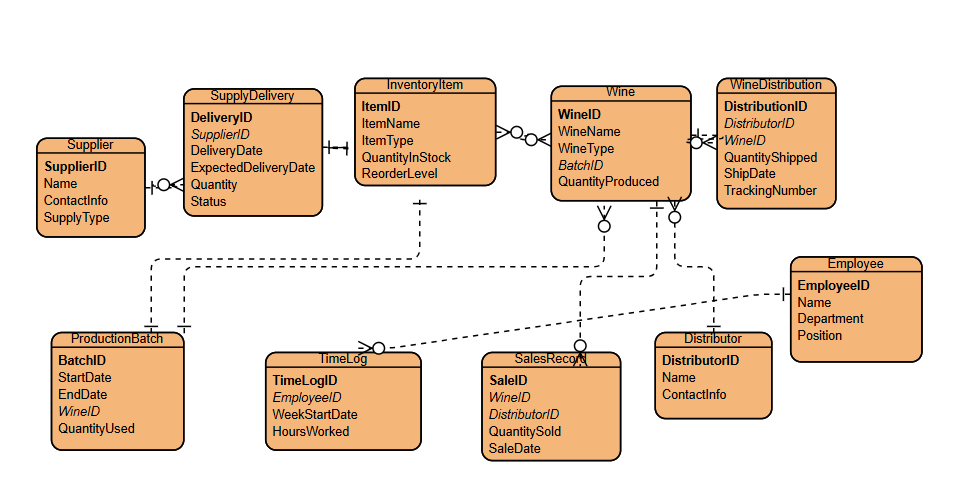 Supplier
SupplierID
Name
ContactInfo
SupplyType
SupplyDelivery
DeliveryID
SupplierID
DeliveryDate
ExpectedDeliveryDate
Quantity
Status
InventoryItem
ItemID
ItemName
ItemType
QuantityInStock
ReorderLevel
Wine
WineID
WineName
WineType
BatchID
QuantityProduced
WineDistribution
DistributionID
DistributorID
WineID
QuantityShipped
ShipDate
TrackingNumber
Employee
EmployeeID
Name
Department
Position
ProductionBatch
BatchID
StartDate
EndDate
WineID
QuantityUsed
TimeLog
TimeLogID
EmployeeID
WeekStartDate
HoursWorked
SalesRecord
SaleID
WineID
DistributorID
QuantitySold
SaleDate
Distributor
DistributorID
Name
ContactInfo